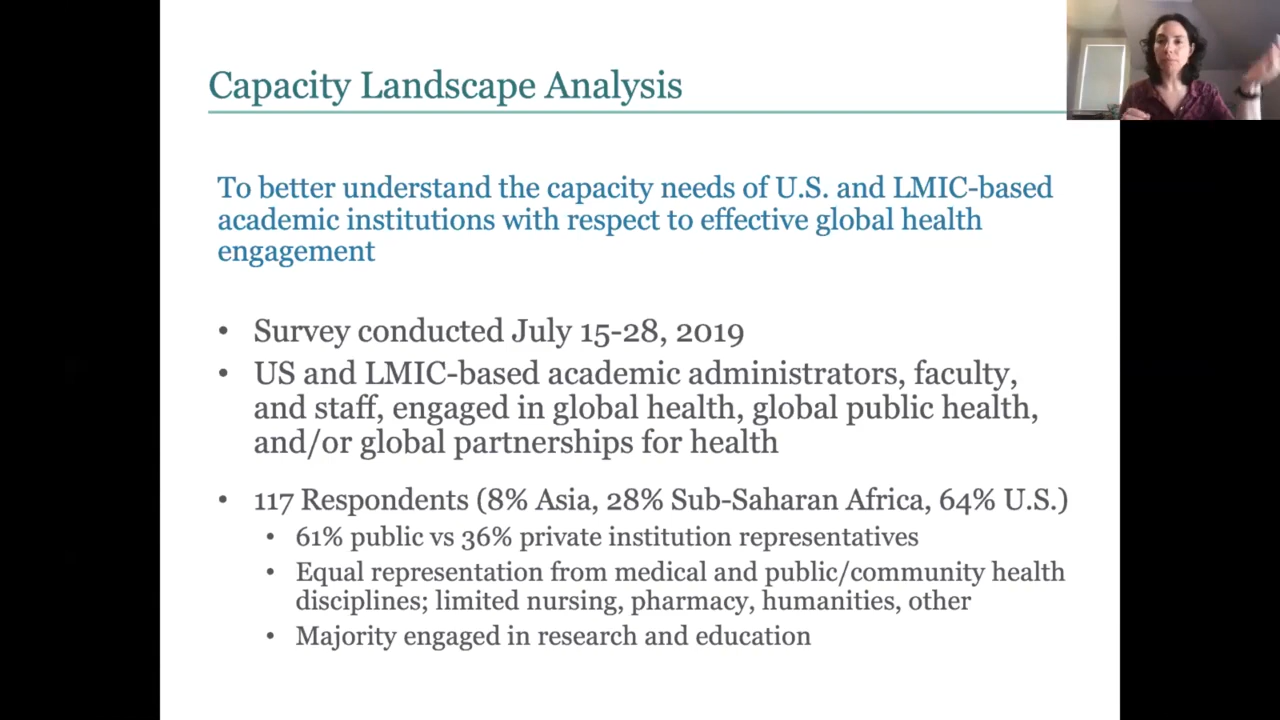 Capacity Landscape Analysis
To better understand the capacity needs of U.S. and LMIC-based
academic institutions with respect to effective global health
engagement
• Survey conducted July 15-28, 2019
• US and LMIC-based academic administrators, faculty,
and staff, engaged in global health, global public health,
and/or global partnerships for health
• 117 Respondents (8% Asia, 28% Sub-Saharan Africa, 64% U.S.)
• 61% public vs 36% private institution representatives
• Equal representation from medical and public/community health
disciplines; limited nursing, pharmacy, humanities, other
• Majority engaged in research and education